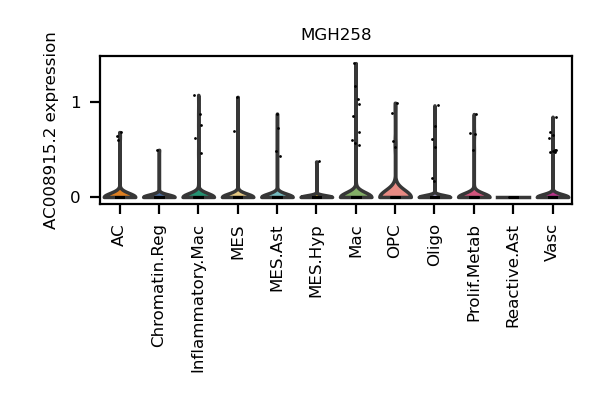 MGH258
AC008915.2 expression
1
0
AC
Chromatin.Reg
Inflammatory.Mac
MES
MES.Ast
MES.Hyp
Mac
OPC
Oligo
Prolif.Metab
Reactive.Ast
Vasc